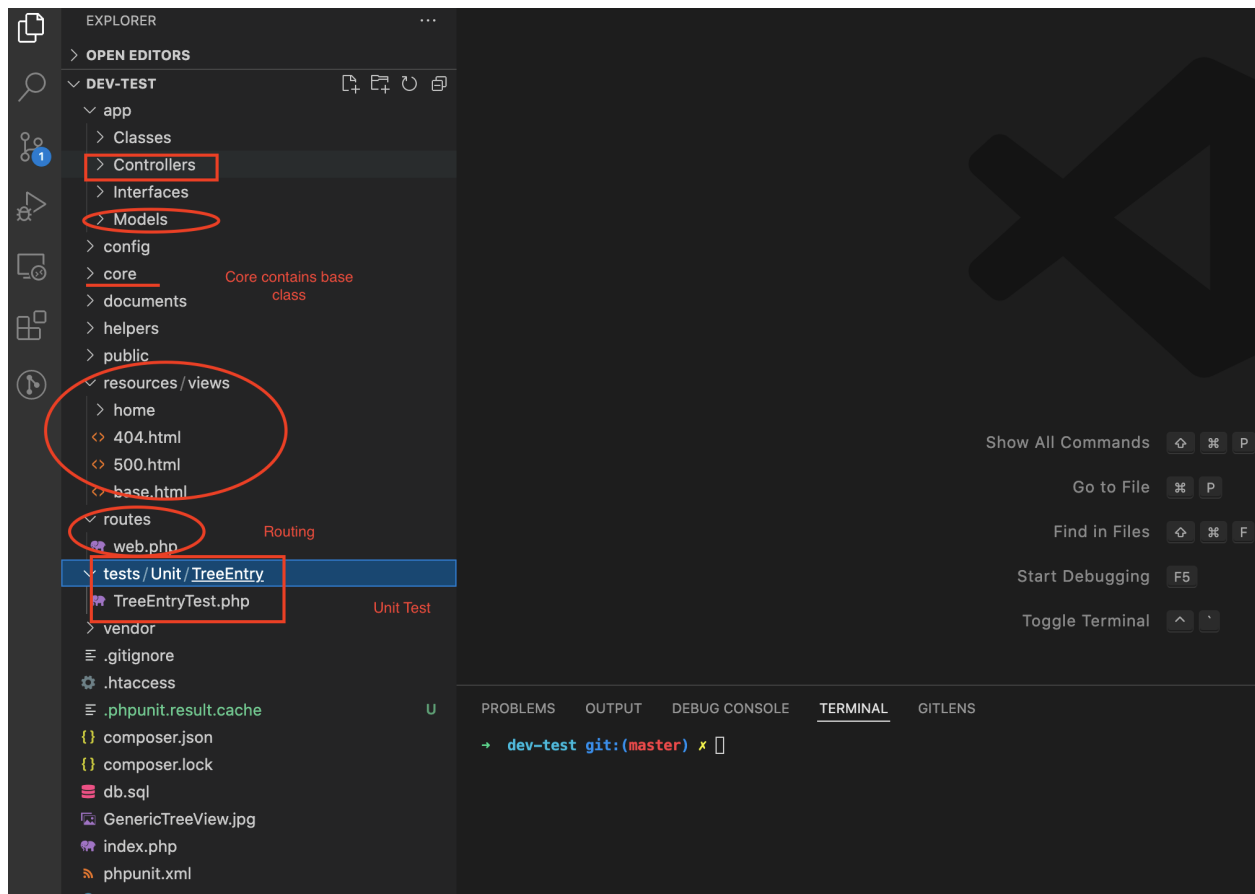 EXPLORER
OPEN EDITORS
DEV-TEST
app
Classes
Controllers
Interfaces
Models
config
core
Core contains base
class
documents
helpers
public
resources/views
home
404.html
500.html
base.html
routes
Routing
web.php
tests/Unit/TreeEntry
TreeEntryTest.php
Unit Test
vendor
.gitignore
.htaccess
.phpunit.result.cache U
composer.json
composer.lock
db.sql
GenericTreeView.jpg
index.php
phpunit.xml
1
Show All Commands ⇧ ⌘ P
Go to File ⌘ P
Find in Files ⇧ ⌘ F
Start Debugging F5
Toggle Terminal ^ `
PROBLEMS OUTPUT DEBUG CONSOLE TERMINAL GITLENS
→ dev-test git:(master) ✗